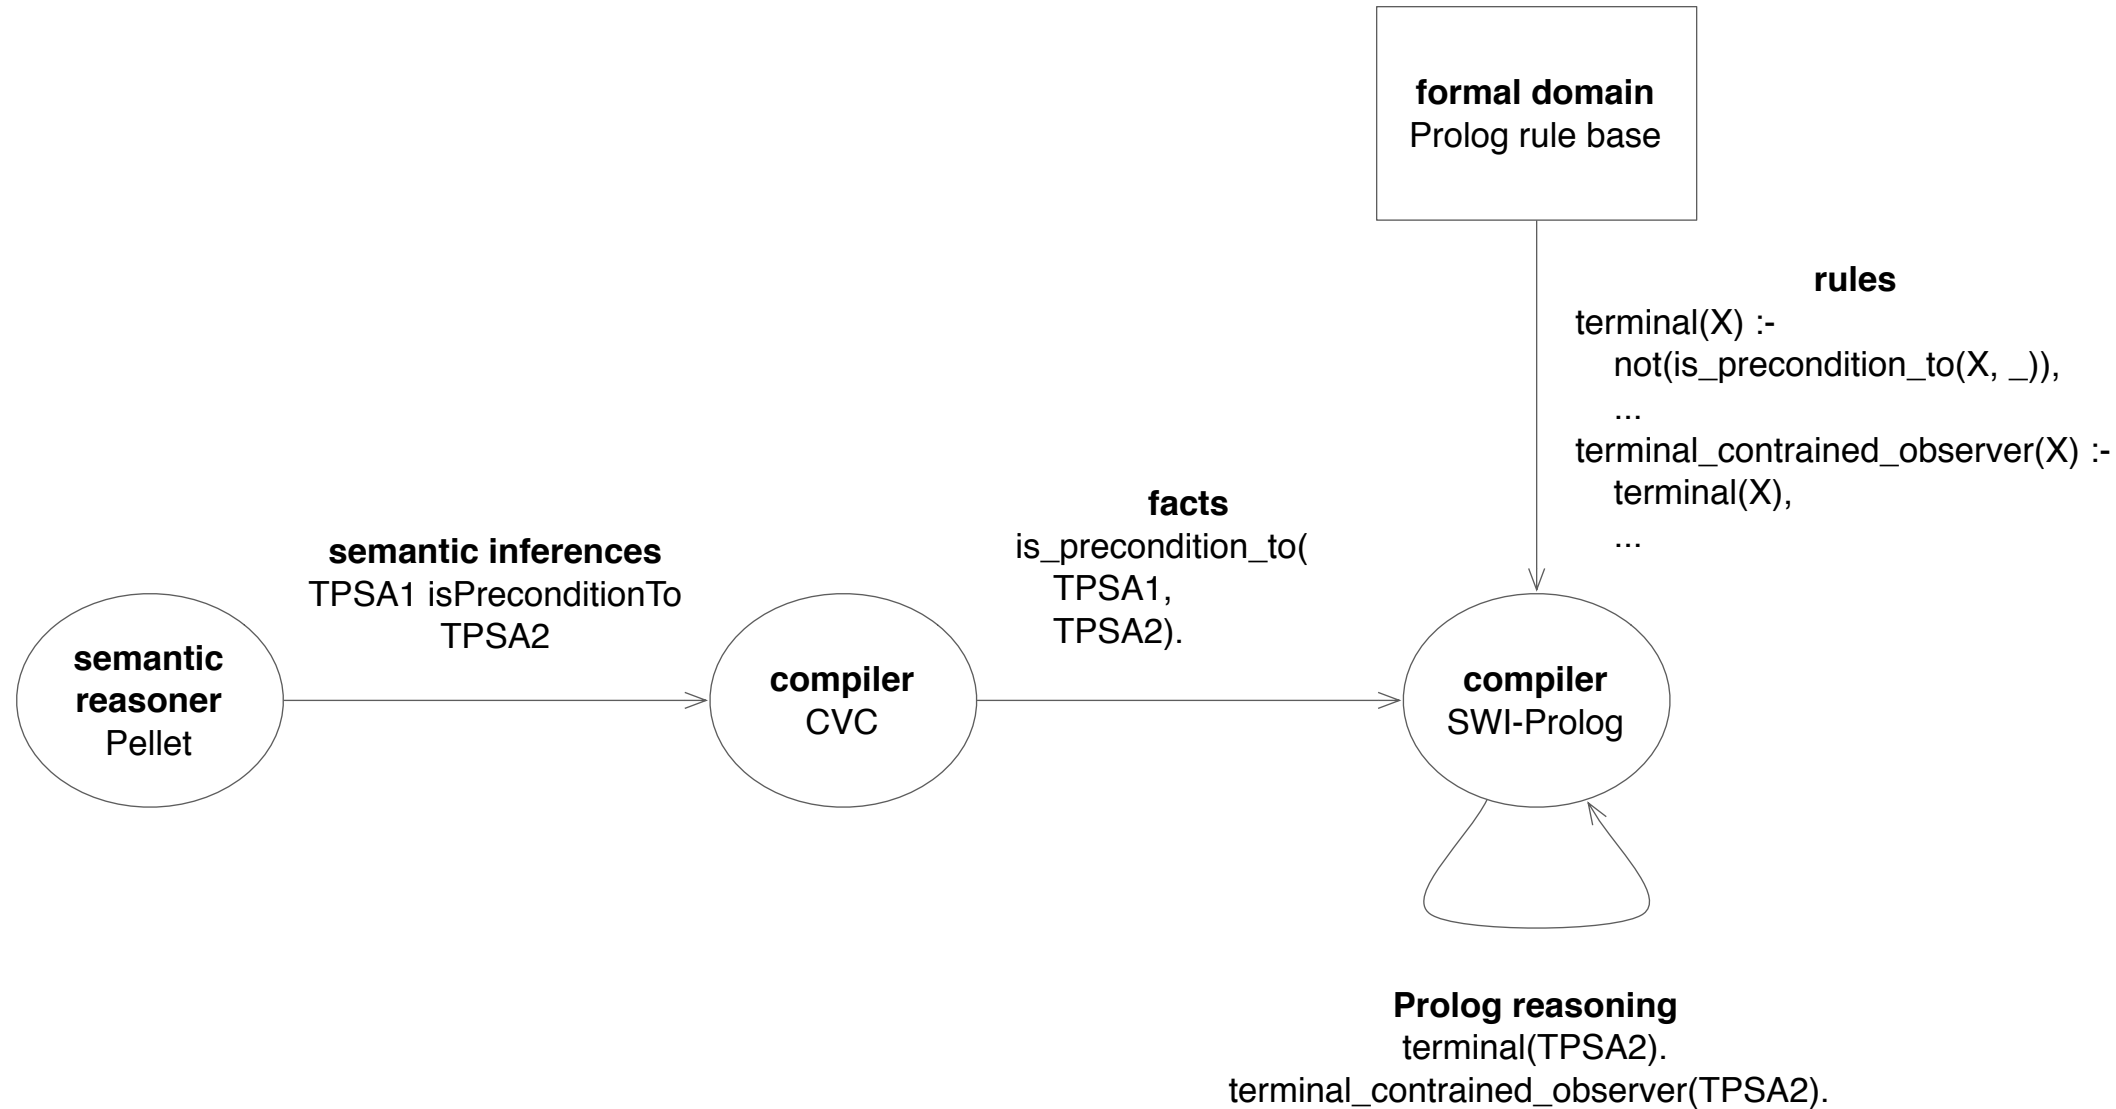 formal domain
Prolog rule base
rules
terminal(X) :-
not(is_precondition_to(X, _)),
...
terminal_contrained_observer(X) :-
terminal(X),
...
facts
is_precondition_to(
TPSA1,
TPSA2).
semantic inferences
TPSA1 isPreconditionTo
TPSA2
semantic
reasoner
Pellet
compiler
CVC
compiler
SWI-Prolog
Prolog reasoning
terminal(TPSA2).
terminal_contrained_observer(TPSA2).